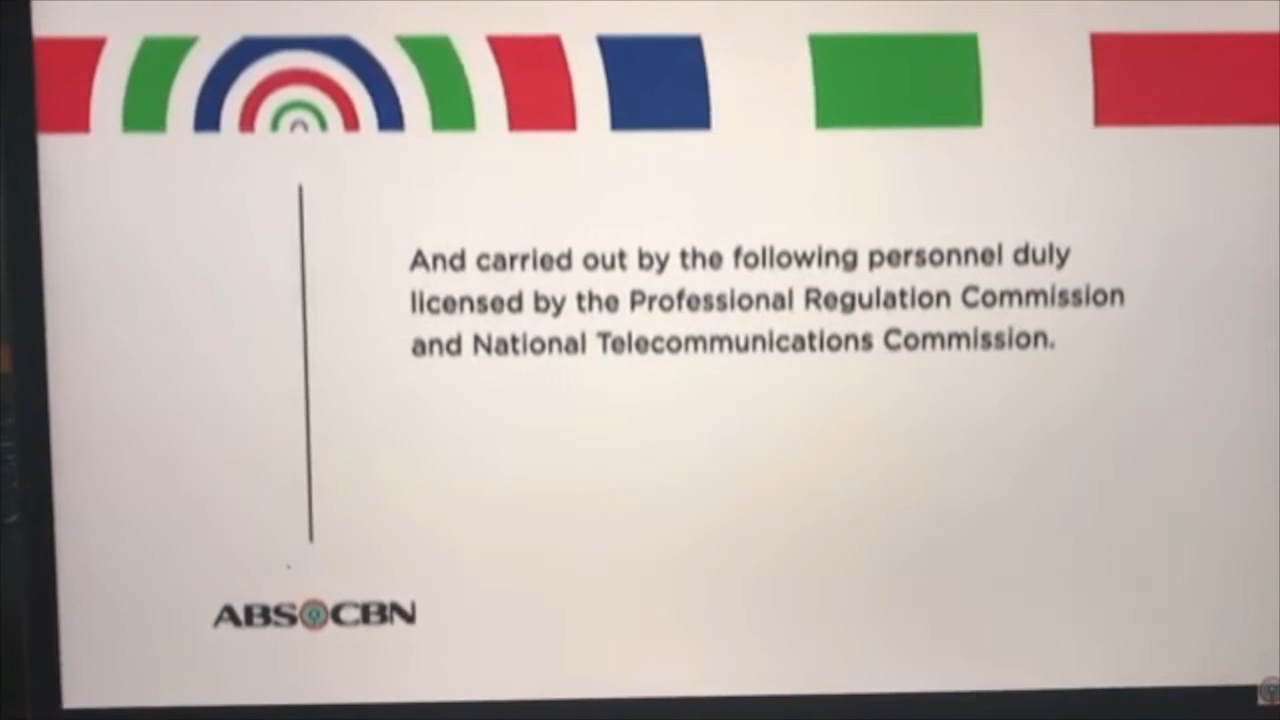 And carried out by the following personnel duly
licensed by the Professional Regulation Commission
and National Telecommunications Commission.
ABS CBN